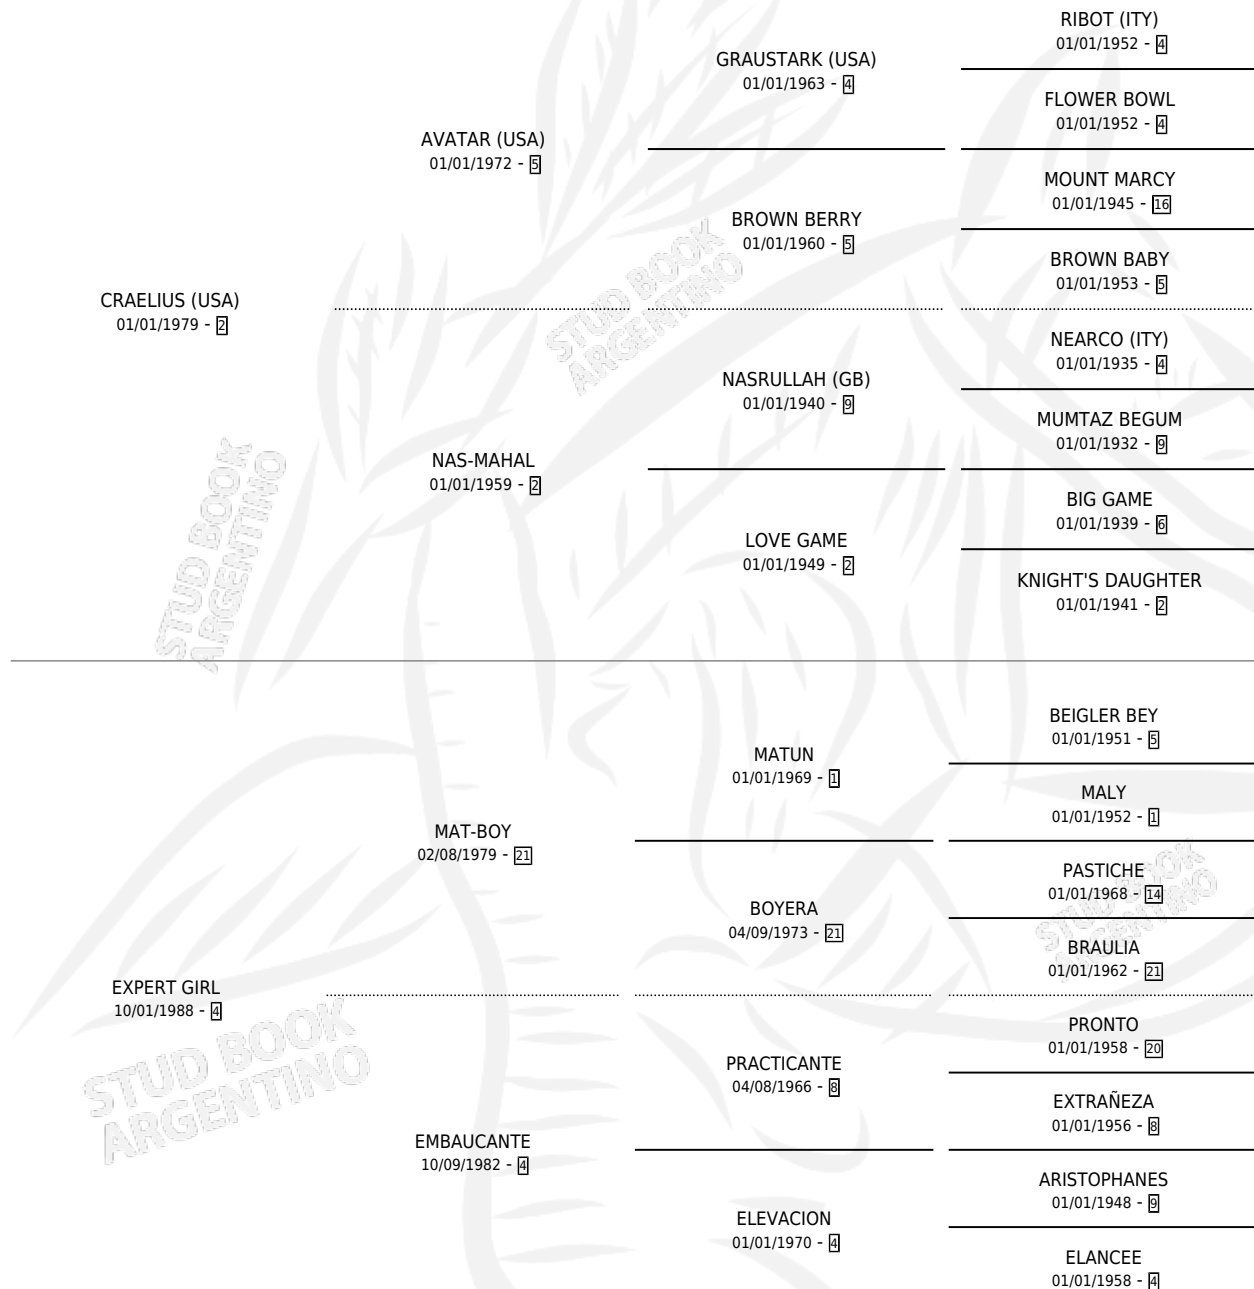 RIBOT (ITY)
01/01/1952 - 4
GRAUSTARK (USA)
01/01/1963 - 4
FLOWER BOWL
01/01/1952 - 4
AVATAR (USA)
01/01/1972 - 5
MOUNT MARCY
01/01/1945 - 16
BROWN BERRY
01/01/1960 - 5
BROWN BABY
01/01/1953 - 5
CRAELIUS (USA)
01/01/1979 - 2
NEARCO (ITY)
01/01/1935 - 4
NASRULLAH (GB)
01/01/1940 - 9
MUMTAZ BEGUM
01/01/1932 - 9
NAS-MAHAL
01/01/1959 - 2
BIG GAME
01/01/1939 - 6
LOVE GAME
01/01/1949 - 2
KNIGHT'S DAUGHTER
01/01/1941 - 2
BEIGLER BEY
01/01/1951 - 5
MATUN
01/01/1969 - 1
MALY
01/01/1952 - 1
MAT-BOY
02/08/1979 - 21
PASTICHE
01/01/1968 - 14
BOYERA
04/09/1973 - 21
BRAULIA
01/01/1962 - 21
EXPERT GIRL
10/01/1988 - 4
PRONTO
01/01/1958 - 20
PRACTICANTE
04/08/1966 - 8
EXTRAÑEZA
01/01/1956 - 8
EMBAUCANTE
10/09/1982 - 4
ARISTOPHANES
01/01/1948 - 9
ELEVACION
01/01/1970 - 4
ELANCEE
01/01/1958 - 4
STUD BOOK
ARGENTINO
STUD BOOK
ARGENTINO
STUD BOOK
ARGENTINO
STUD BOOK
ARGENTINO